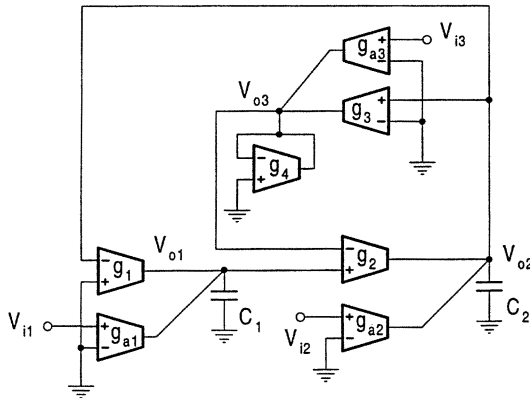 V_i3
g_a3
+
−
V_o3
g_3
+
−
−
+
g_4
V_o1
V_o2
−
+
g_1
−
+
g_2
V_i1
+
−
g_a1
C_1
V_i2
+
−
g_a2
C_2